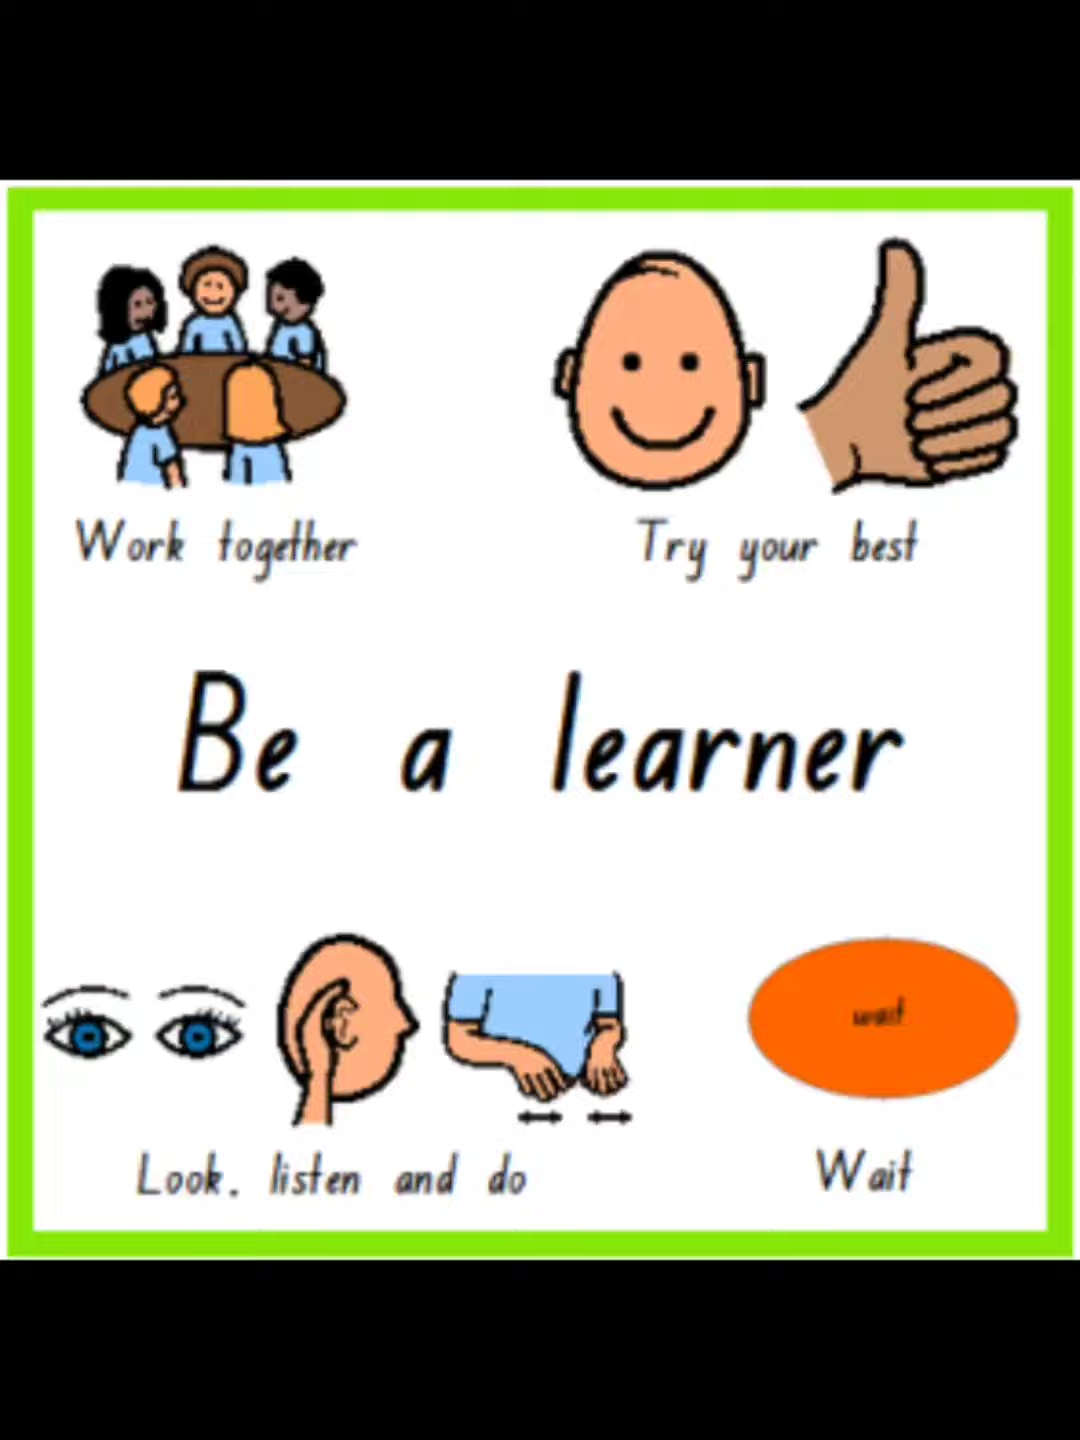 Work together
Try your best
Be a learner
wait
Look, listen and do
Wait